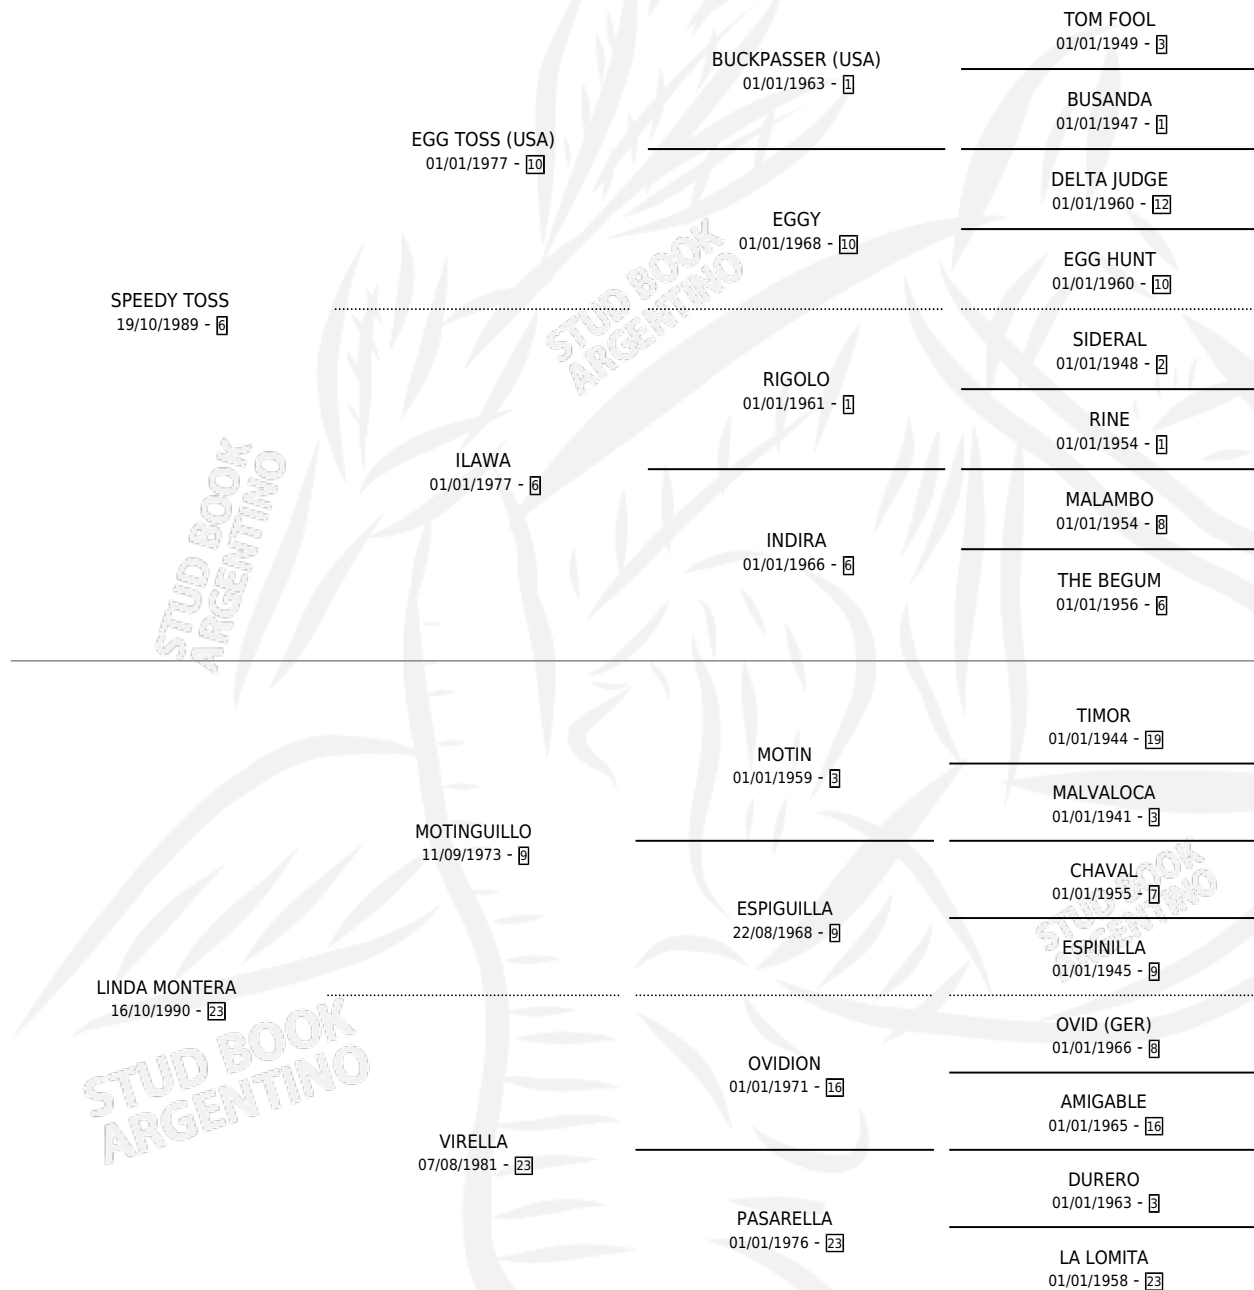 TOM FOOL
01/01/1949 - 3
BUCKPASSER (USA)
01/01/1963 - 1
BUSANDA
01/01/1947 - 1
EGG TOSS (USA)
01/01/1977 - 10
DELTA JUDGE
01/01/1960 - 12
EGGY
01/01/1968 - 10
EGG HUNT
01/01/1960 - 10
SPEEDY TOSS
19/10/1989 - 6
STUD BOOK
ARGENTINO
SIDERAL
01/01/1948 - 2
RIGOLO
01/01/1961 - 1
RINE
01/01/1954 - 1
ILAWA
01/01/1977 - 6
MALAMBO
01/01/1954 - 8
INDIRA
01/01/1966 - 6
THE BEGUM
01/01/1956 - 6
STUD BOOK
ARGENTINO
TIMOR
01/01/1944 - 19
MOTIN
01/01/1959 - 3
MALVALOCA
01/01/1941 - 3
MOTINGUILLO
11/09/1973 - 9
CHAVAL
01/01/1955 - 7
ESPIGUILLA
22/08/1968 - 9
ESPINILLA
01/01/1945 - 9
STUD BOOK
ARGENTINO
LINDA MONTERA
16/10/1990 - 23
OVID (GER)
01/01/1966 - 8
OVIDION
01/01/1971 - 16
AMIGABLE
01/01/1965 - 16
STUD BOOK
ARGENTINO
VIRELLA
07/08/1981 - 23
DURERO
01/01/1963 - 3
PASARELLA
01/01/1976 - 23
LA LOMITA
01/01/1958 - 23